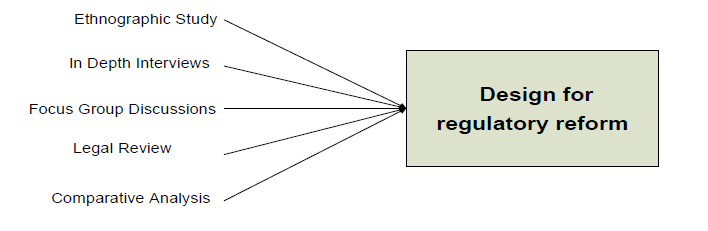 Ethnographic Study
In Depth Interviews
Focus Group Discussions
Legal Review
Comparative Analysis
Design for
regulatory reform